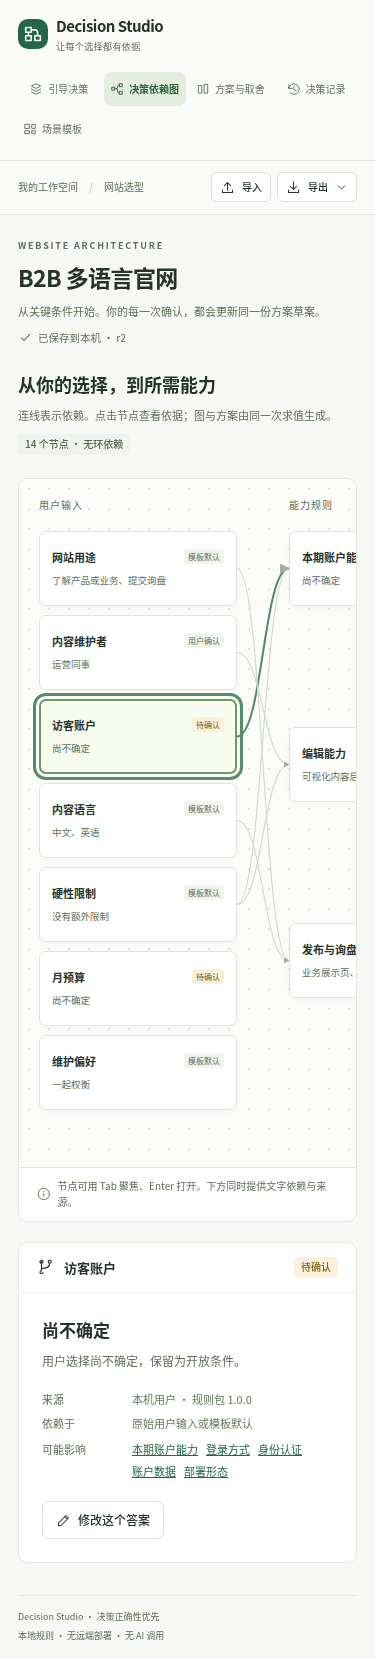 Decision Studio
让每个选择都有依据
引导决策
决策依赖图
方案与取舍
决策记录
场景模板
我的工作空间 / 网站选型
导入
导出
WEBSITE ARCHITECTURE
B2B 多语言官网
从关键条件开始。你的每一次确认，都会更新同一份方案草案。
已保存到本机 · r2
从你的选择，到所需能力
连线表示依赖。点击节点查看依据；图与方案由同一次求值生成。
14 个节点 · 无环依赖
用户输入
能力规则
网站用途
模板默认
了解产品或业务、提交询盘
本期账户能
尚不确定
内容维护者
用户确认
运营同事
访客账户
待确认
尚不确定
编辑能力
可视化内容后
内容语言
模板默认
中文、英语
硬性限制
模板默认
没有额外限制
发布与询盘
业务展示页、
月预算
待确认
尚不确定
维护偏好
模板默认
一起权衡
节点可用 Tab 聚焦、Enter 打开。下方同时提供文字依赖与来
源。
访客账户
待确认
尚不确定
用户选择尚不确定，保留为开放条件。
来源
本机用户 · 规则包 1.0.0
依赖于
原始用户输入或模板默认
可能影响
本期账户能力 登录方式 身份认证
账户数据 部署形态
修改这个答案
Decision Studio · 决策正确性优先
本地规则 · 无远端部署 · 无 AI 调用